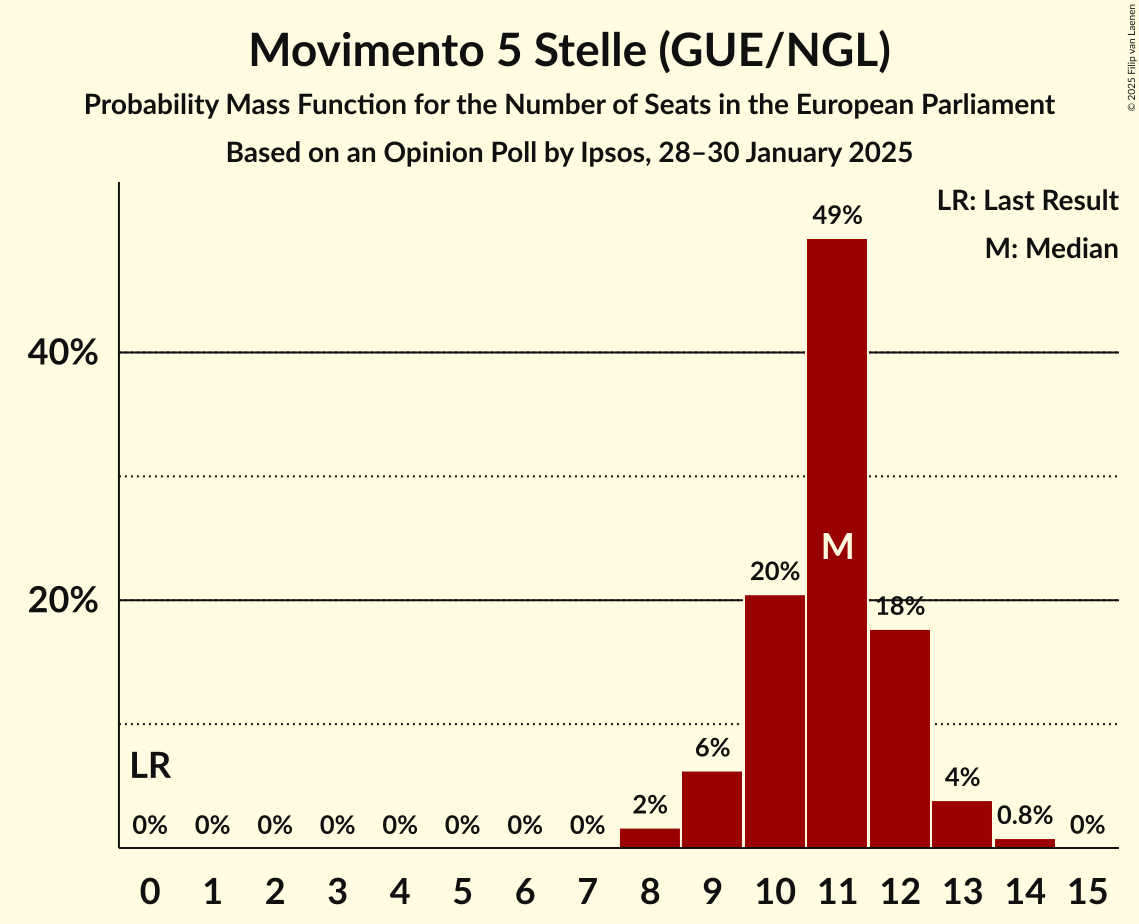 Movimento 5 Stelle (GUE/NGL)
Probability Mass Function for the Number of Seats in the European Parliament
Based on an Opinion Poll by Ipsos, 28–30 January 2025
© 2025 Filip van Laenen
LR: Last Result
M: Median
49%
40%
M
20%
20%
18%
LR
6%
4%
2%
0.8%
0% 0% 0% 0% 0% 0% 0% 0% 0%
0 1 2 3 4 5 6 7 8 9 10 11 12 13 14 15